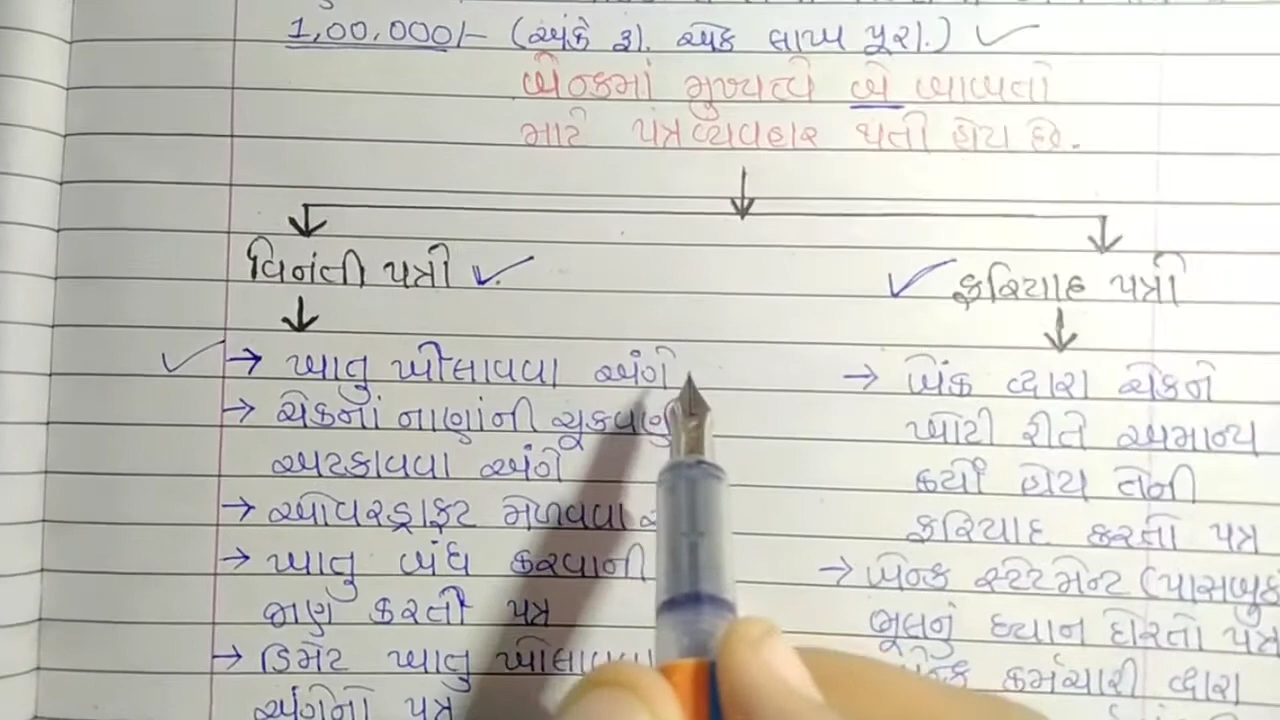 1,00,000/- (અંકે રૂા. એક લાખ પૂરા.)
બેન્કમાં મુખ્યત્વે બે બાબતો
માટે પત્રવ્યવહાર થતો હોય છે.
વિનંતી પત્રો
ફરિયાદ પત્રો
→ ખાતુ ખોલાવવા અંગે
→ ચેકનાં નાણાંની ચૂકવણી
અટકાવવા અંગે
→ ઓવરડ્રાફટ મેળવવા
→ ખાતુ બંધ કરવાની
જાણ કરતો પત્ર
→ ડિમેટ ખાતુ ખોલાવવા
અંગેનો પત્ર
→ બેંક દ્વારા ચેકને
ખોટી રીતે અમાન્ય
કર્યો હોય તેની
ફરિયાદ કરતો પત્ર
→ બેન્ક સ્ટેટમેન્ટ (પાસબુક
ભૂલનું ધ્યાન દોરતો પત્ર
કર્મચારી દ્વારા